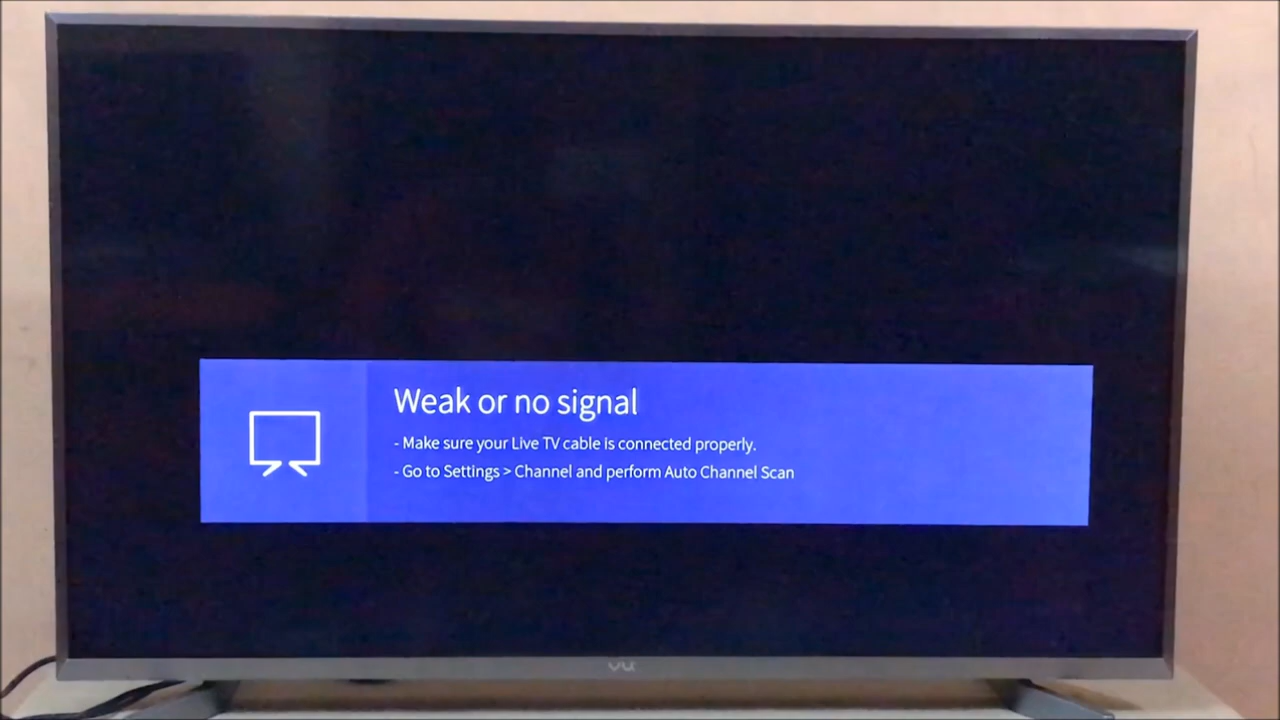 Weak or no signal
- Make sure your Live TV cable is connected properly.
- Go to Settings > Channel and perform Auto Channel Scan
vu